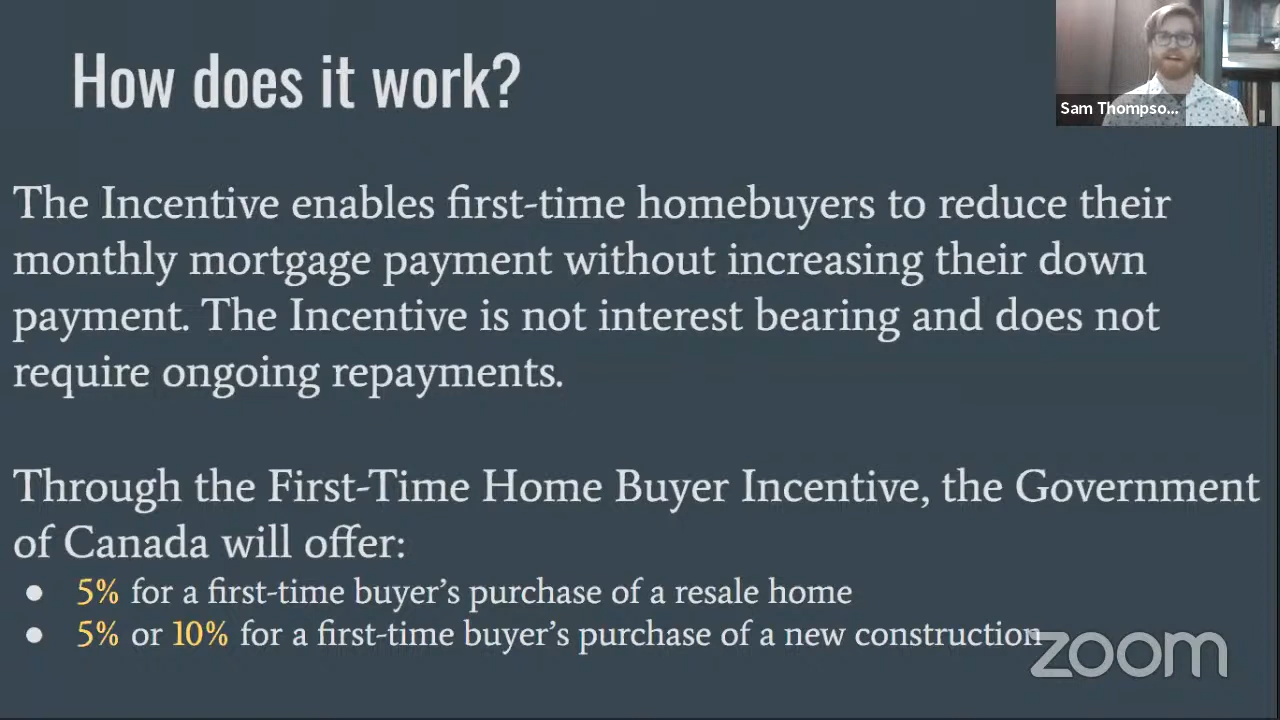 How does it work?
Sam Thompso...
The Incentive enables first-time homebuyers to reduce their
monthly mortgage payment without increasing their down
payment. The Incentive is not interest bearing and does not
require ongoing repayments.
Through the First-Time Home Buyer Incentive, the Government
of Canada will offer:
● 5% for a first-time buyer’s purchase of a resale home
● 5% or 10% for a first-time buyer’s purchase of a new construction
zoom